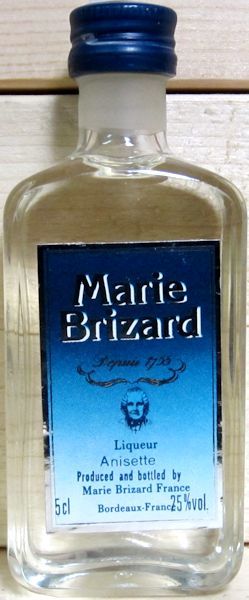 Marie
Brizard
Depuis 1755
Liqueur
Anisette
Produced and bottled by
Marie Brizard France
5cl Bordeaux-France 25%vol.